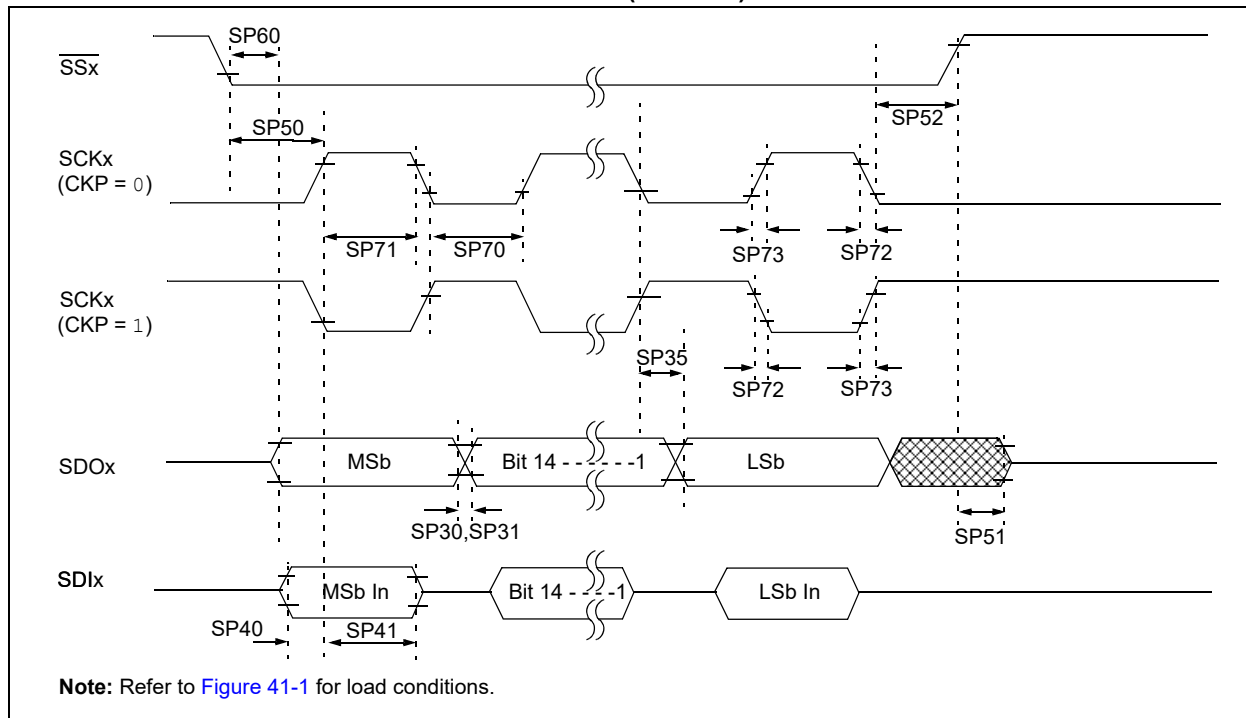 SP60
SSx
SP50
SP52
SCKx
(CKP = 0)
SP71
SP70
SP73
SP72
SCKx
(CKP = 1)
SP35
SP72
SP73
SDOx
MSb
Bit 14 - - - - - -1
LSb
SP30,SP31
SP51
SDIx
MSb In
Bit 14 - - - -1
LSb In
SP40
SP41
Note: Refer to Figure 41-1 for load conditions.